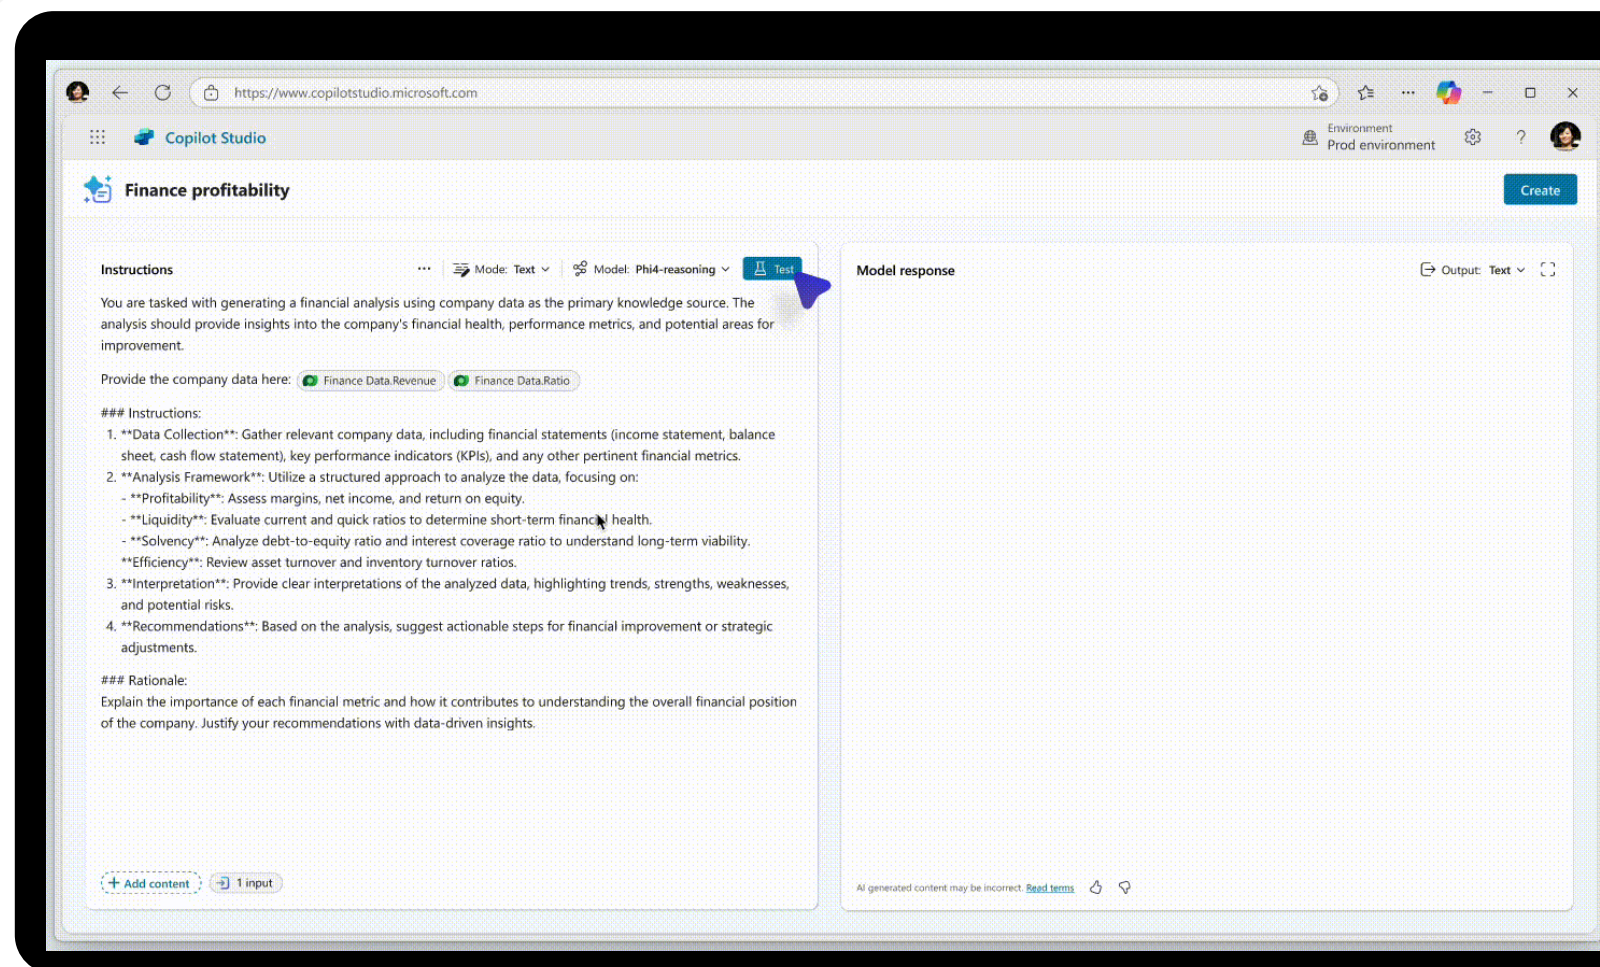 https://www.copilotstudio.microsoft.com
Copilot Studio
Environment
Prod environment
?
Finance profitability
Create
Instructions
Mode: Text
Model: Phi4-reasoning
Test
You are tasked with generating a financial analysis using company data as the primary knowledge source. The
analysis should provide insights into the company's financial health, performance metrics, and potential areas for
improvement.
Provide the company data here: Finance Data.Revenue Finance Data.Ratio
### Instructions:
1. **Data Collection**: Gather relevant company data, including financial statements (income statement, balance
sheet, cash flow statement), key performance indicators (KPIs), and any other pertinent financial metrics.
2. **Analysis Framework**: Utilize a structured approach to analyze the data, focusing on:
- **Profitability**: Assess margins, net income, and return on equity.
- **Liquidity**: Evaluate current and quick ratios to determine short-term financial health.
- **Solvency**: Analyze debt-to-equity ratio and interest coverage ratio to understand long-term viability.
**Efficiency**: Review asset turnover and inventory turnover ratios.
3. **Interpretation**: Provide clear interpretations of the analyzed data, highlighting trends, strengths, weaknesses,
and potential risks.
4. **Recommendations**: Based on the analysis, suggest actionable steps for financial improvement or strategic
adjustments.
### Rationale:
Explain the importance of each financial metric and how it contributes to understanding the overall financial position
of the company. Justify your recommendations with data-driven insights.
+ Add content
1 input
Model response
Output: Text
AI generated content may be incorrect. Read terms